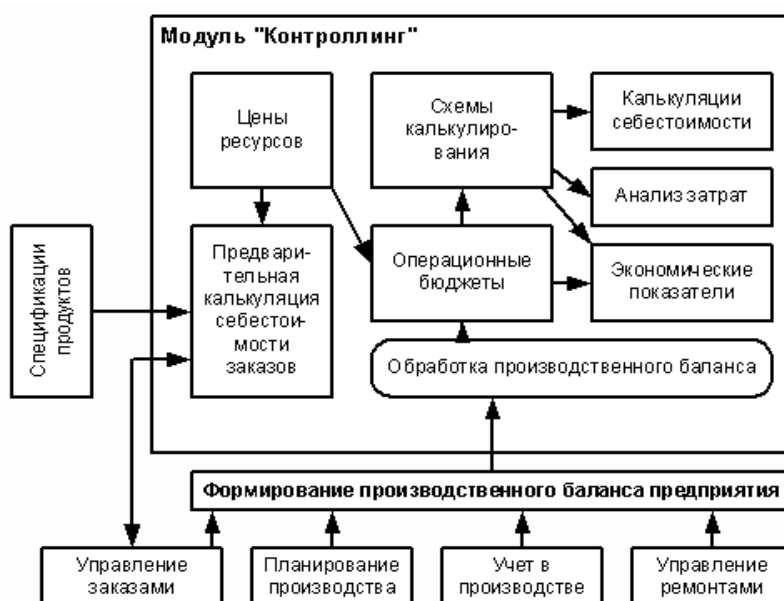 Модуль "Контроллинг"
Цены
ресурсов
Схемы
калькулиро-
вания
Калькуляции
себестоимости
Анализ затрат
Спецификации
продуктов
Предвари-
тельная
калькуляция
себестои-
мости
заказов
Операционные
бюджеты
Экономические
показатели
Обработка производственного баланса
Формирование производственного баланса предприятия
Управление
заказами
Планирование
производства
Учет в
производстве
Управление
ремонтами